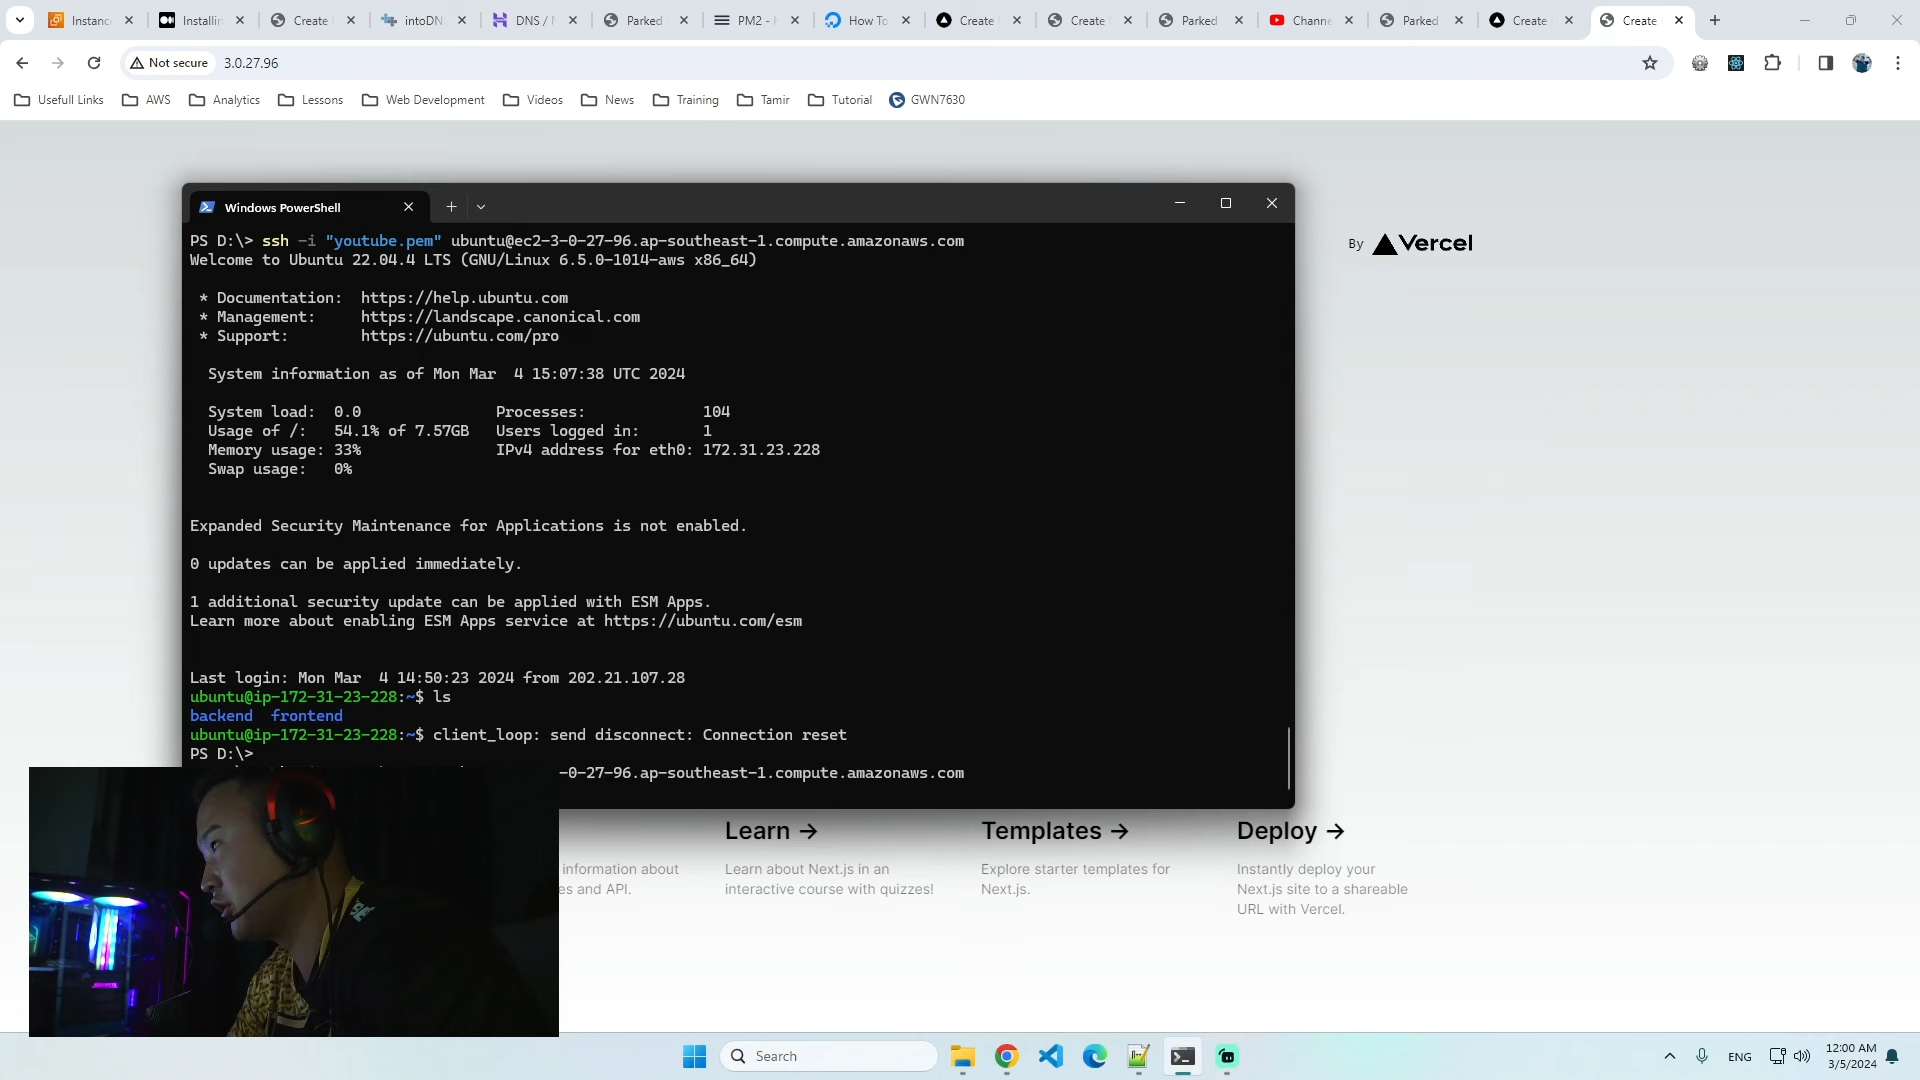 Instance
Installin
Create
intoDN
DNS / N
Parked
PM2 - H
How To
Create
Create
Parked
Channe
Parked
Create
Create
Not secure
3.0.27.96
Usefull Links
AWS
Analytics
Lessons
Web Development
Videos
News
Training
Tamir
Tutorial
GWN7630
Windows PowerShell
PS D:\> ssh -i "youtube.pem" ubuntu@ec2-3-0-27-96.ap-southeast-1.compute.amazonaws.com
Welcome to Ubuntu 22.04.4 LTS (GNU/Linux 6.5.0-1014-aws x86_64)
* Documentation: https://help.ubuntu.com
* Management: https://landscape.canonical.com
* Support: https://ubuntu.com/pro
System information as of Mon Mar 4 15:07:38 UTC 2024
System load: 0.0 Processes: 104
Usage of /: 54.1% of 7.57GB Users logged in: 1
Memory usage: 33% IPv4 address for eth0: 172.31.23.228
Swap usage: 0%
Expanded Security Maintenance for Applications is not enabled.
0 updates can be applied immediately.
1 additional security update can be applied with ESM Apps.
Learn more about enabling ESM Apps service at https://ubuntu.com/esm
Last login: Mon Mar 4 14:50:23 2024 from 202.21.107.28
ubuntu@ip-172-31-23-228:~$ ls
backend frontend
ubuntu@ip-172-31-23-228:~$ client_loop: send disconnect: Connection reset
PS D:\>
-0-27-96.ap-southeast-1.compute.amazonaws.com
By Vercel
Learn →
Templates →
Deploy →
information about
es and API.
Learn about Next.js in an
interactive course with quizzes!
Explore starter templates for
Next.js.
Instantly deploy your
Next.js site to a shareable
URL with Vercel.
Search
ENG
12:00 AM
3/5/2024